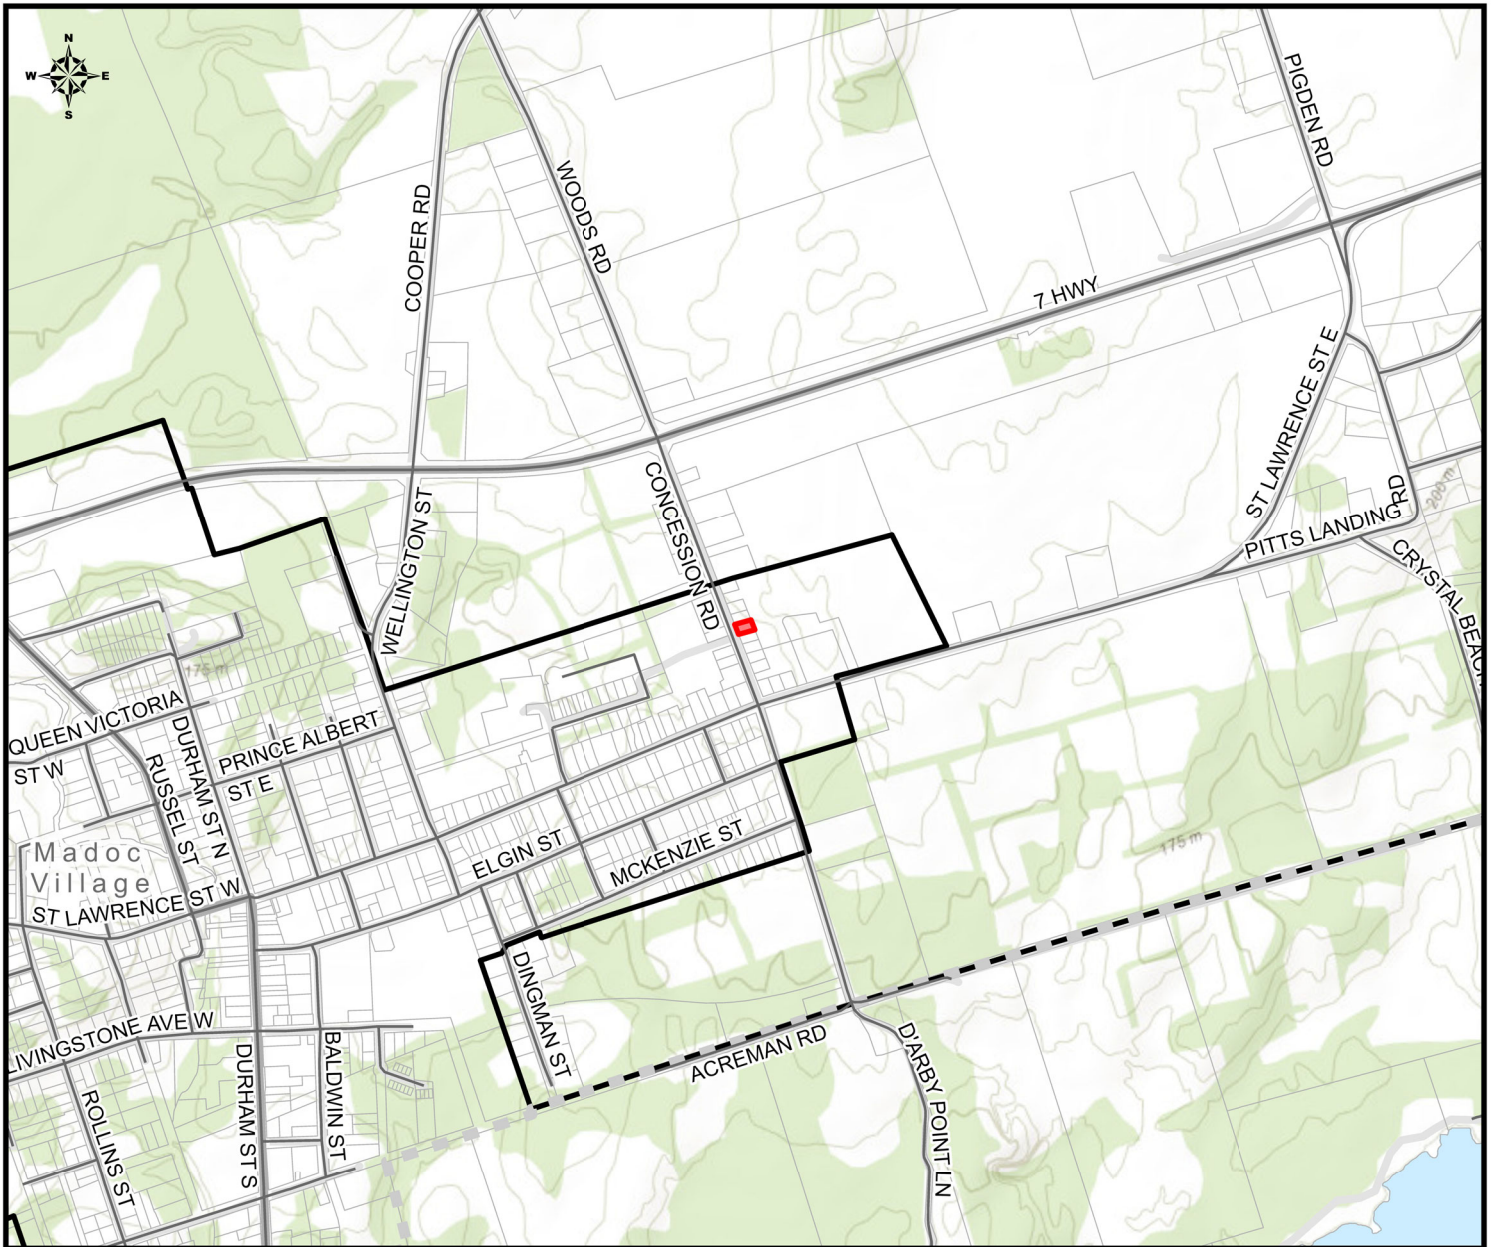 N
W E
S
PIGDEN RD
WOODS RD
COOPER RD
7 HWY
ST LAWRENCE ST E
CONCESSION RD
WELLINGTON ST
200 m
PITTS LANDING RD
CRYSTAL BEACH
175 m
QUEEN VICTORIA
ST W
DURHAM ST N
PRINCE ALBERT
ST E
RUSSEL ST
ELGIN ST
MCKENZIE ST
175 m
Madoc
Village
ST LAWRENCE ST W
DINGMAN ST
LIVINGSTONE AVE W
DURHAM ST S
BALDWIN ST
ACREMAN RD
D'ARBY POINT LN
ROLLINS ST